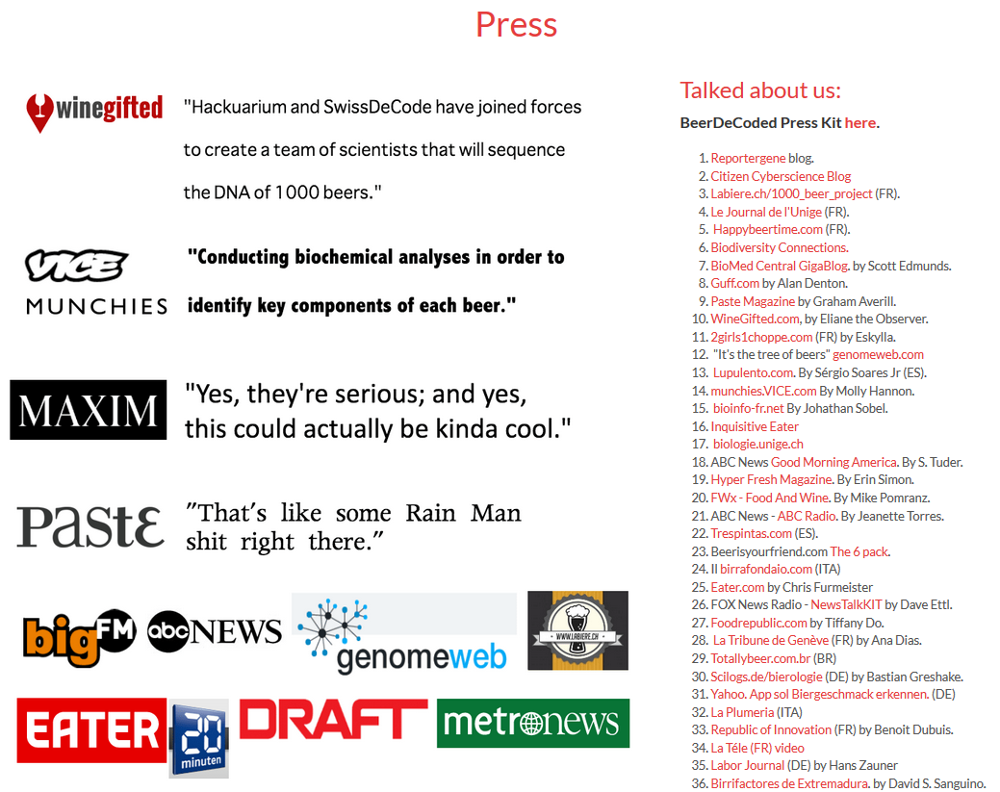 Press
winegifted
"Hackuarium and SwissDeCode have joined forces
to create a team of scientists that will sequence
the DNA of 1000 beers."
VICE
MUNCHIES
"Conducting biochemical analyses in order to
identify key components of each beer."
MAXIM
"Yes, they're serious; and yes,
this could actually be kinda cool."
Paste
"That's like some Rain Man
shit right there."
bigFM
abc NEWS
genomeweb
WWW.LABIERE.CH
EATER
20
minuten
DRAFT
metronews
Talked about us:
BeerDeCoded Press Kit here.
1. Reportergene blog.
2. Citizen Cyberscience Blog
3. Labiere.ch/1000_beer_project (FR).
4. Le Journal de l'Unige (FR).
5. Happybeertime.com (FR).
6. Biodiversity Connections.
7. BioMed Central GigaBlog. by Scott Edmunds.
8. Guff.com by Alan Denton.
9. Paste Magazine by Graham Averill.
10. WineGifted.com, by Eliane the Observer.
11. 2girls1choppe.com (FR) by Eskylla.
12. "It's the tree of beers" genomeweb.com
13. Lupulento.com. By Sérgio Soares Jr (ES).
14. munchies.VICE.com By Molly Hannon.
15. bioinfo-fr.net By Johathan Sobel.
16. Inquisitive Eater
17. biologie.unige.ch
18. ABC News Good Morning America. By S. Tuder.
19. Hyper Fresh Magazine. By Erin Simon.
20. FWx - Food And Wine. By Mike Pomranz.
21. ABC News - ABC Radio. By Jeanette Torres.
22. Trespintas.com (ES).
23. Beerisyourfriend.com The 6 pack.
24. Il birrafondaio.com (ITA)
25. Eater.com by Chris Furmeister
26. FOX News Radio - NewsTalkKIT by Dave Ettl.
27. Foodrepublic.com by Tiffany Do.
28. La Tribune de Genève (FR) by Ana Dias.
29. Totallybeer.com.br (BR)
30. Scilogs.de/bierologie (DE) by Bastian Greshake.
31. Yahoo. App sol Biergeschmack erkennen. (DE)
32. La Plumeria (ITA)
33. Republic of Innovation (FR) by Benoit Dubuis.
34. La Téle (FR) video
35. Labor Journal (DE) by Hans Zauner
36. Birrifactores de Extremadura. by David S. Sanguino.